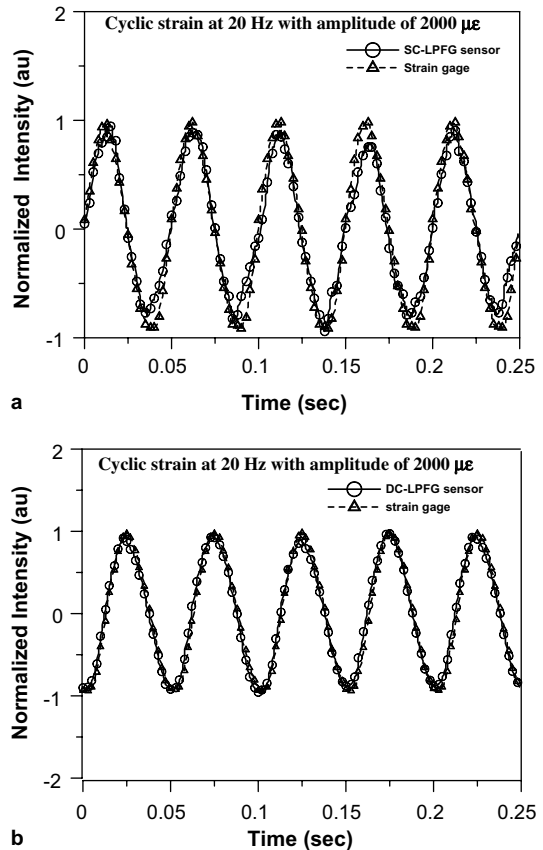 Cyclic strain at 20 Hz with amplitude of 2000 με
SC-LPFG sensor
Strain gage
Normalized Intensity (au)
2
1
0
-1
0
0.05
0.1
0.15
0.2
0.25
Time (sec)
a
Cyclic strain at 20 Hz with amplitude of 2000 με
DC-LPFG sensor
strain gage
Normalized Intensity (au)
2
1
0
-1
-2
0
0.05
0.1
0.15
0.20
0.25
Time (sec)
b